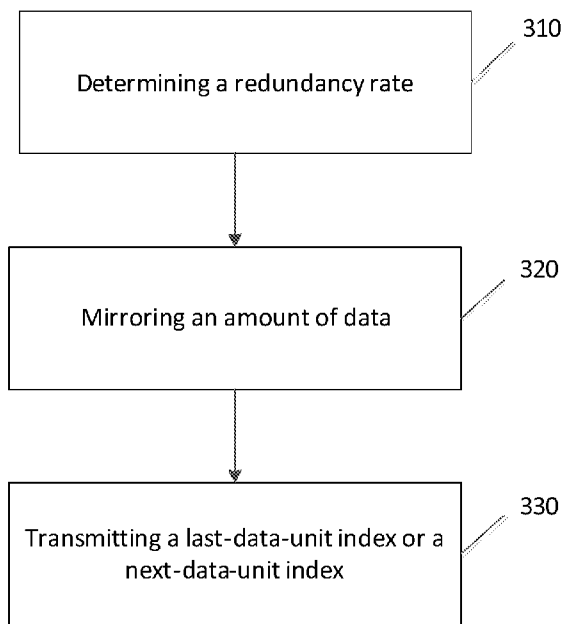 310
Determining a redundancy rate
320
Mirroring an amount of data
330
Transmitting a last-data-unit index or a
next-data-unit index